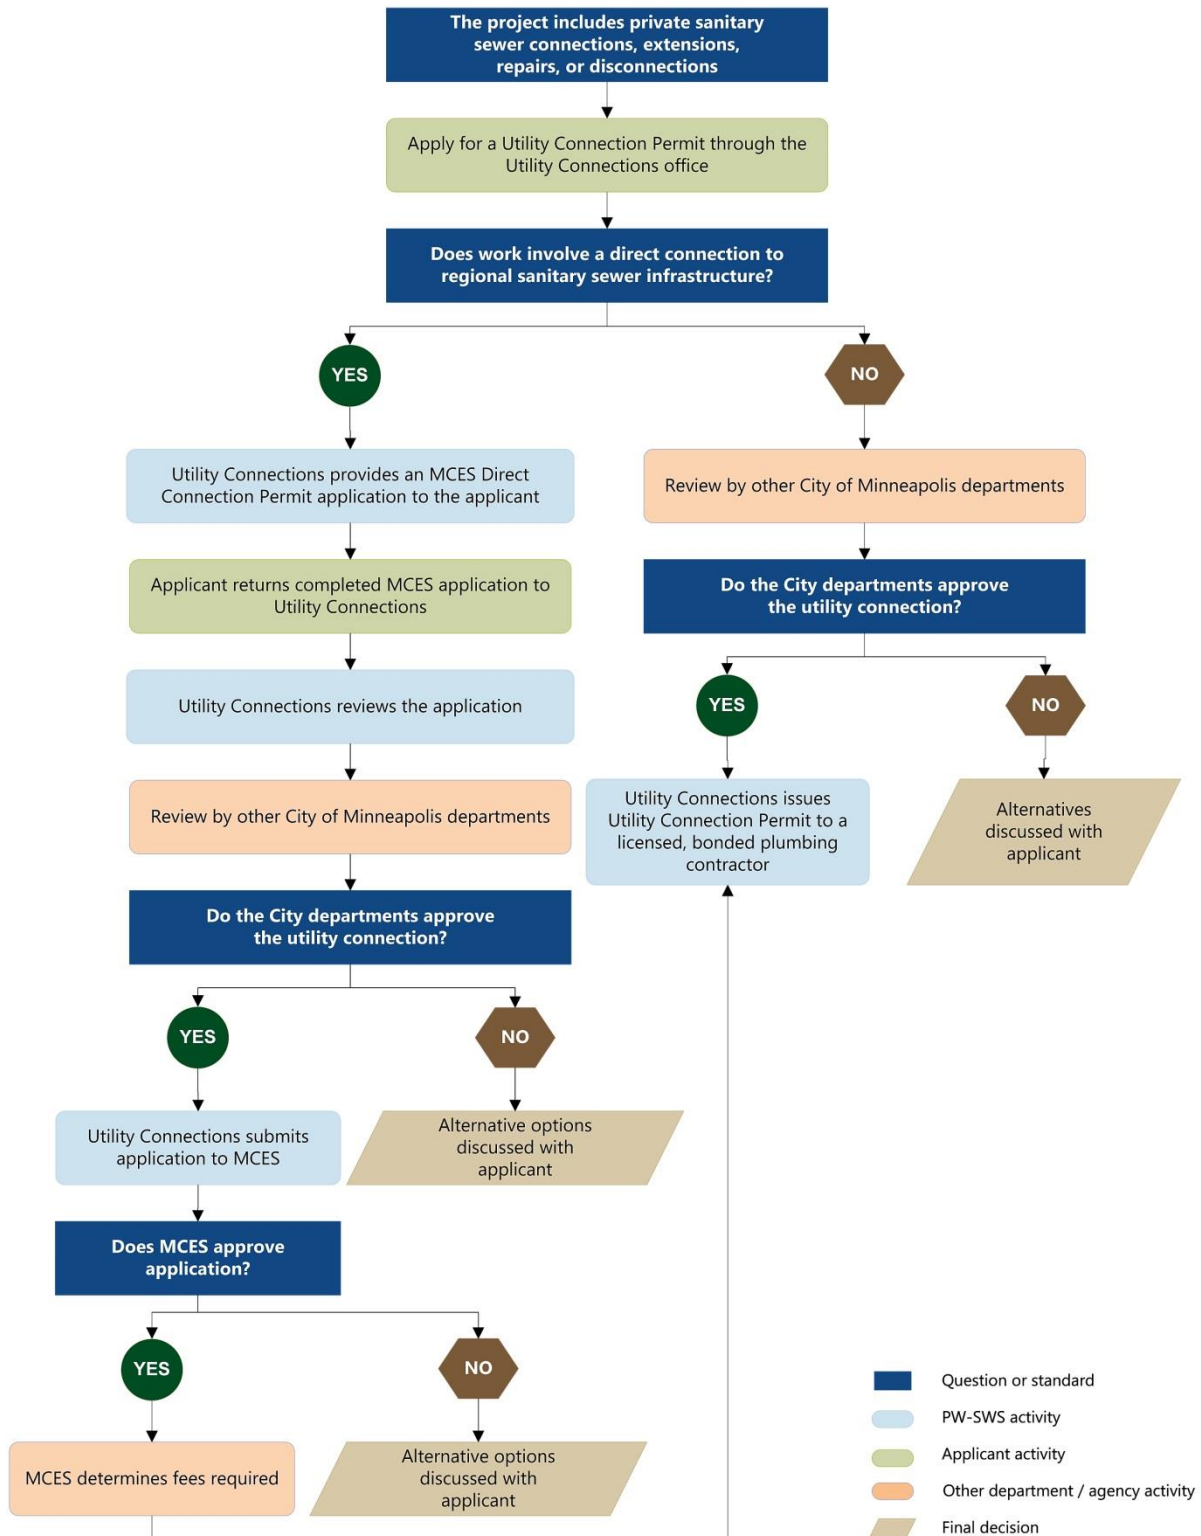 The project includes private sanitary
sewer connections, extensions,
repairs, or disconnections
Apply for a Utility Connection Permit through the
Utility Connections office
Does work involve a direct connection to
regional sanitary sewer infrastructure?
YES
NO
Utility Connections provides an MCES Direct
Connection Permit application to the applicant
Review by other City of Minneapolis departments
Applicant returns completed MCES application to
Utility Connections
Do the City departments approve
the utility connection?
Utility Connections reviews the application
YES
NO
Review by other City of Minneapolis departments
Utility Connections issues
Utility Connection Permit to a
licensed, bonded plumbing
contractor
Alternatives
discussed with
applicant
Do the City departments approve
the utility connection?
YES
NO
Utility Connections submits
application to MCES
Alternative options
discussed with
applicant
Does MCES approve
application?
YES
NO
MCES determines fees required
Alternative options
discussed with
applicant
Question or standard
PW-SWS activity
Applicant activity
Other department / agency activity
Final decision